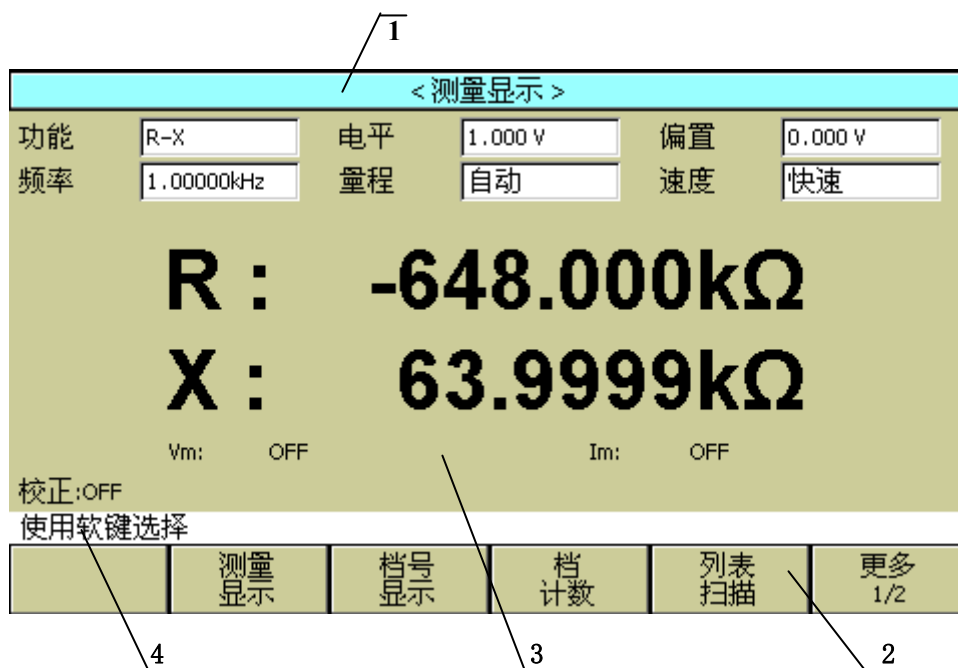 1
<测量显示>
功能 R-X 电平 1.000 V 偏置 0.000 V
频率 1.00000kHz 量程 自动 速度 快速
R: -648.000kΩ
X: 63.9999kΩ
Vm: OFF Im: OFF
校正:OFF
使用软键选择
测量 档号 档 列表 更多
显示 显示 计数 扫描 1/2
4 3 2